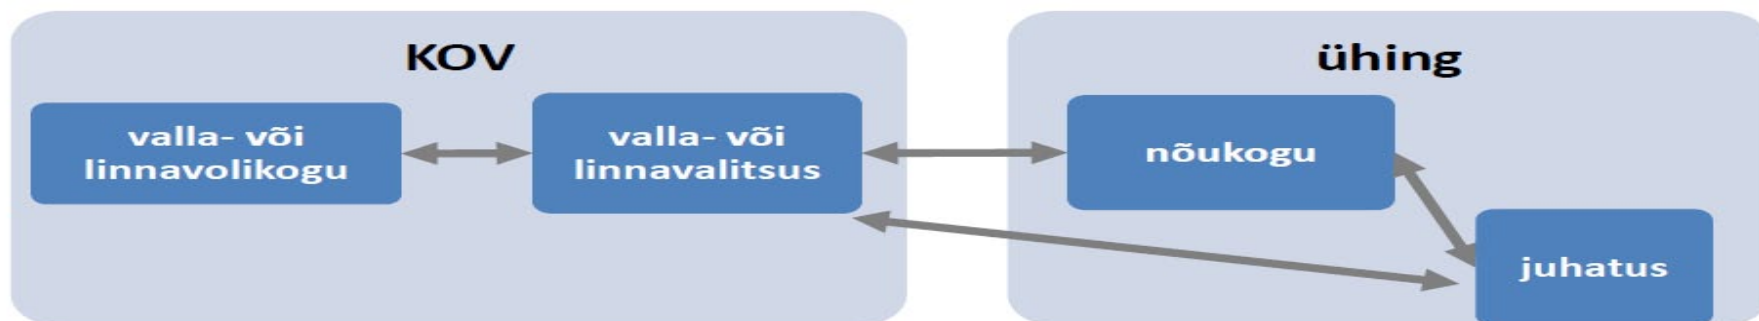 KOV
valla- või
linnavolikogu
valla- või
linnavalitsus
ühing
nõukogu
juhatus